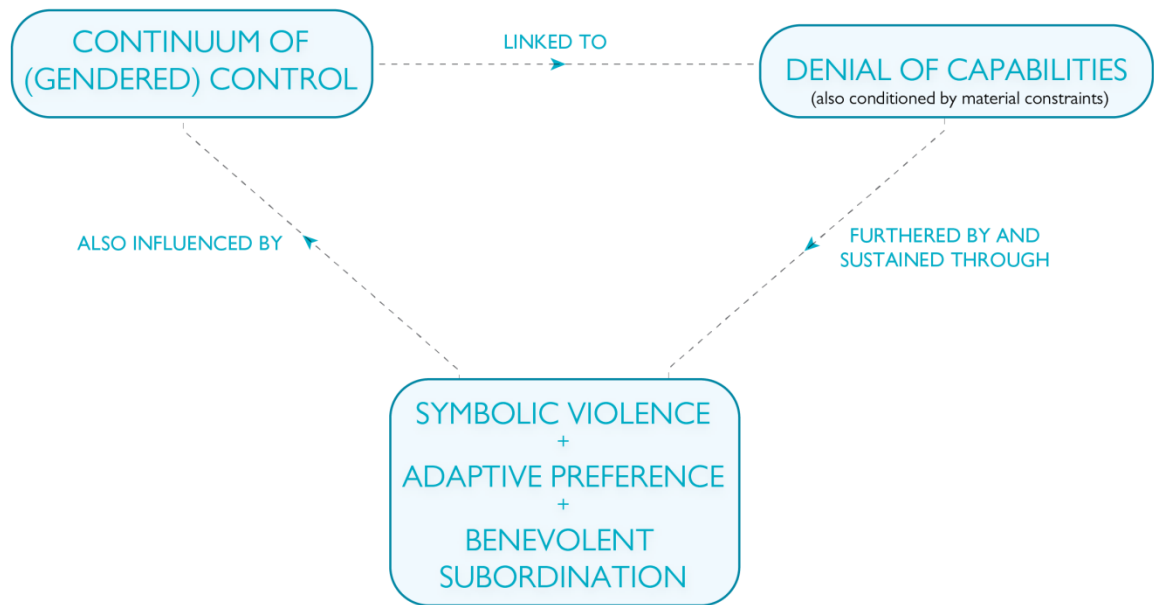 CONTINUUM OF
(GENDERED) CONTROL
LINKED TO
DENIAL OF CAPABILITIES
(also conditioned by material constraints)
ALSO INFLUENCED BY
FURTHERED BY AND
SUSTAINED THROUGH
SYMBOLIC VIOLENCE
+
ADAPTIVE PREFERENCE
+
BENEVOLENT
SUBORDINATION